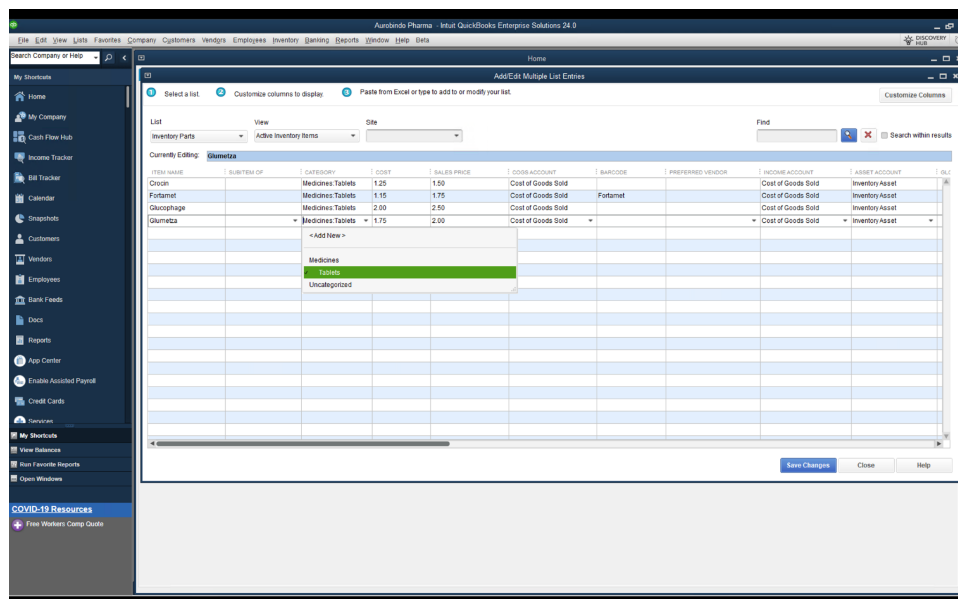 Aurobindo Pharma - Intuit QuickBooks Enterprise Solutions 24.0
File Edit View Lists Favorites Company Customers Vendors Employees Inventory Banking Reports Window Help Beta
DISCOVERY HUB
Search Company or Help
Home
My Shortcuts
Add/Edit Multiple List Entries
1 Select a list. 2 Customize columns to display. 3 Paste from Excel or type to add to or modify your list.
Customize Columns
Home
My Company
Cash Flow Hub
Income Tracker
Bill Tracker
Calendar
Snapshots
Customers
Vendors
Employees
Bank Feeds
Docs
Reports
App Center
Enable Assisted Payroll
Credit Cards
Services
My Shortcuts
View Balances
Run Favorite Reports
Open Windows
COVID-19 Resources
Free Workers Comp Quote
List View Site Find
Inventory Parts Active Inventory Items Search within results
Currently Editing: Glumetza
ITEM NAME SUBITEM OF CATEGORY COST SALES PRICE COGS ACCOUNT BARCODE PREFERRED VENDOR INCOME ACCOUNT ASSET ACCOUNT
Crocin Medicines:Tablets 1.25 1.50 Cost of Goods Sold Cost of Goods Sold Inventory Asset
Fortamet Medicines:Tablets 1.15 1.75 Cost of Goods Sold Fortamet Cost of Goods Sold Inventory Asset
Glucophage Medicines:Tablets 2.00 2.50 Cost of Goods Sold Cost of Goods Sold Inventory Asset
Glumetza Medicines:Tablets 1.75 2.00 Cost of Goods Sold Cost of Goods Sold Inventory Asset
< Add New >
Medicines
Tablets
Uncategorized
Save Changes Close Help